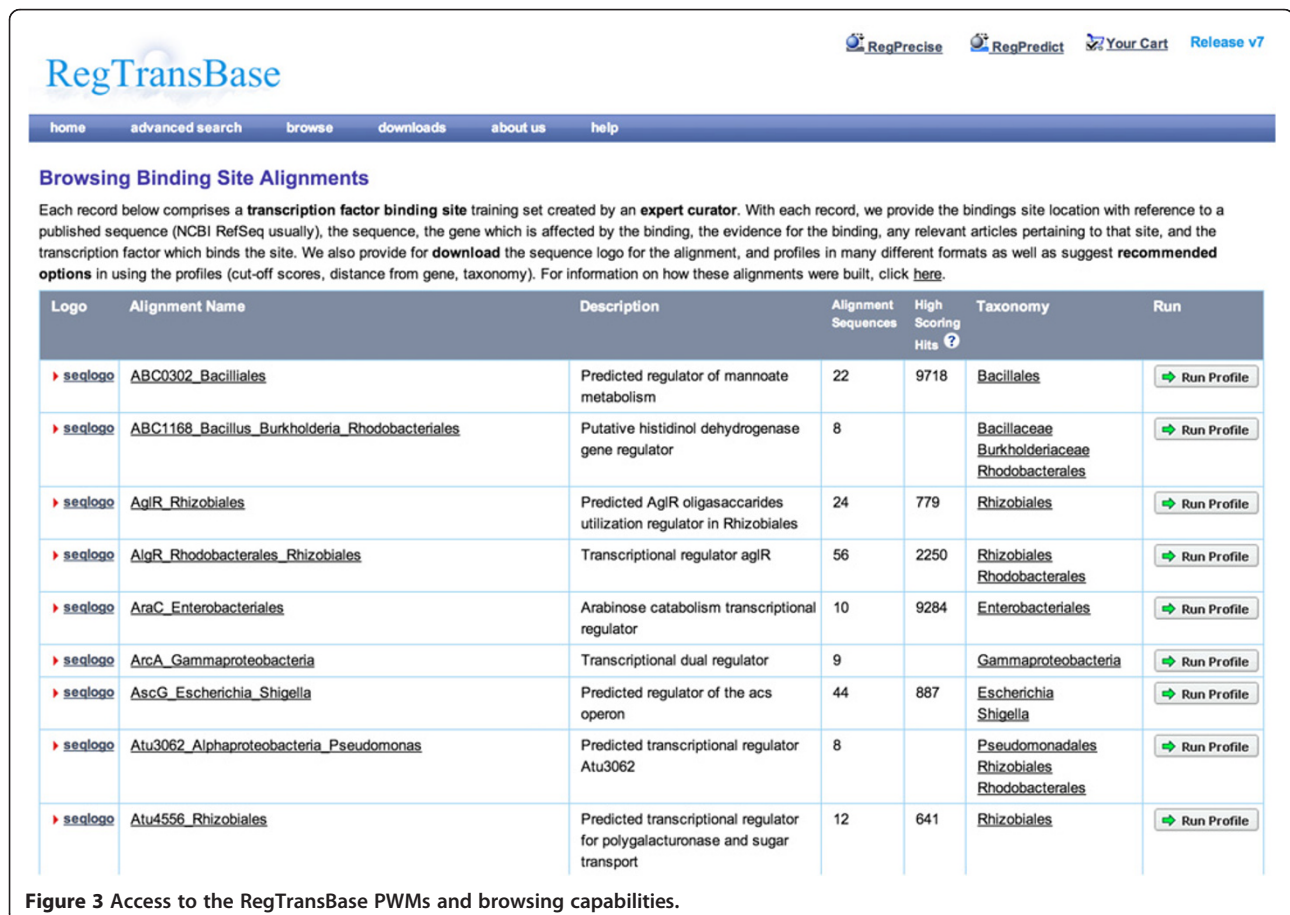 RegPrecise RegPredict Your Cart Release v7
RegTransBase
home advanced search browse downloads about us help
Browsing Binding Site Alignments
Each record below comprises a transcription factor binding site training set created by an expert curator. With each record, we provide the bindings site location with reference to a
published sequence (NCBI RefSeq usually), the sequence, the gene which is affected by the binding, the evidence for the binding, any relevant articles pertaining to that site, and the
transcription factor which binds the site. We also provide for download the sequence logo for the alignment, and profiles in many different formats as well as suggest recommended
options in using the profiles (cut-off scores, distance from gene, taxonomy). For information on how these alignments were built, click here.
Logo Alignment Name Description Alignment Sequences High Scoring Hits ? Taxonomy Run
seqlogo ABC0302_Bacilliales Predicted regulator of mannoate 22 9718 Bacillales Run Profile
metabolism
seqlogo ABC1168_Bacillus_Burkholderia_Rhodobacteriales Putative histidinol dehydrogenase 8 Bacillaceae Run Profile
gene regulator Burkholderiaceae
Rhodobacterales
seqlogo AglR_Rhizobiales Predicted AglR oligasaccarides 24 779 Rhizobiales Run Profile
utilization regulator in Rhizobiales
seqlogo AlgR_Rhodobacterales_Rhizobiales Transcriptional regulator aglR 56 2250 Rhizobiales Run Profile
Rhodobacterales
seqlogo AraC_Enterobacteriales Arabinose catabolism transcriptional 10 9284 Enterobacteriales Run Profile
regulator
seqlogo ArcA_Gammaproteobacteria Transcriptional dual regulator 9 Gammaproteobacteria Run Profile
seqlogo AscG_Escherichia_Shigella Predicted regulator of the acs 44 887 Escherichia Run Profile
operon Shigella
seqlogo Atu3062_Alphaproteobacteria_Pseudomonas Predicted transcriptional regulator 8 Pseudomonadales Run Profile
Atu3062 Rhizobiales
Rhodobacterales
seqlogo Atu4556_Rhizobiales Predicted transcriptional regulator 12 641 Rhizobiales Run Profile
for polygalacturonase and sugar
transport
Figure 3 Access to the RegTransBase PWMs and browsing capabilities.